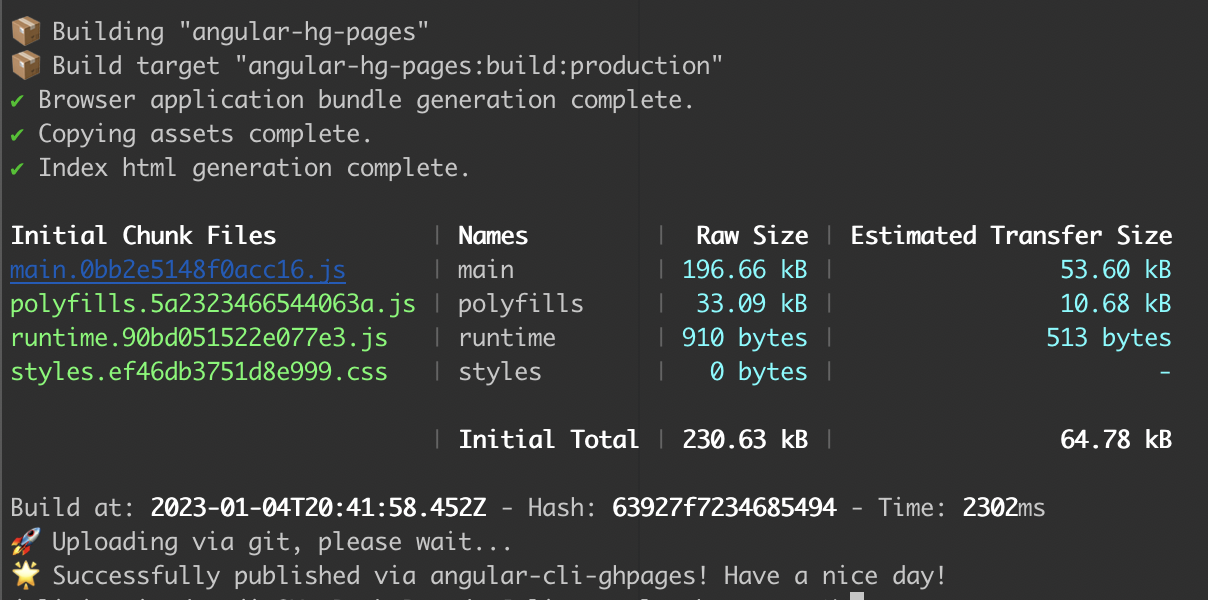 📦 Building "angular-hg-pages"
📦 Build target "angular-hg-pages:build:production"
✔ Browser application bundle generation complete.
✔ Copying assets complete.
✔ Index html generation complete.
Initial Chunk Files | Names | Raw Size | Estimated Transfer Size
main.0bb2e5148f0acc16.js | main | 196.66 kB | 53.60 kB
polyfills.5a2323466544063a.js | polyfills | 33.09 kB | 10.68 kB
runtime.90bd051522e077e3.js | runtime | 910 bytes | 513 bytes
styles.ef46db3751d8e999.css | styles | 0 bytes | -
| Initial Total | 230.63 kB | 64.78 kB
Build at: 2023-01-04T20:41:58.452Z - Hash: 63927f7234685494 - Time: 2302ms
🚀 Uploading via git, please wait...
🌟 Successfully published via angular-cli-ghpages! Have a nice day!